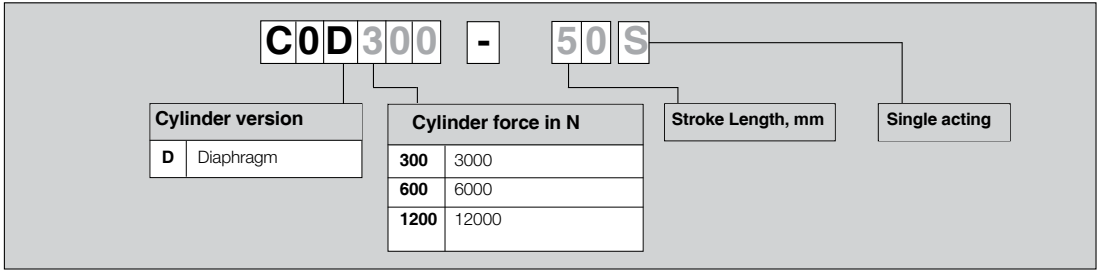 C0D300 - 50S
Cylinder version
D Diaphragm
Cylinder force in N
300 3000
600 6000
1200 12000
Stroke Length, mm
Single acting